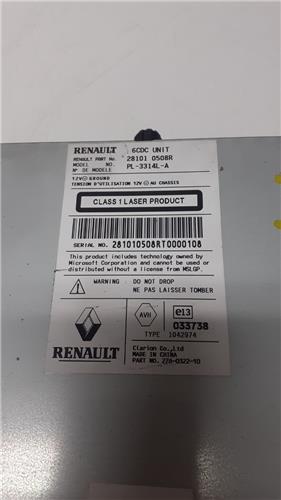 RENAULT 6CDC UNIT
RENAULT PART No. 28101 0508R
MODEL NO. PL-3314L-A
N° DE MODELE
12V ⊖ GROUND
TENSION D'UTILISATION 12V ⊖ AU CHASSIS
CLASS 1 LASER PRODUCT
SERIAL NO. 281010508RT0000108
This product includes technology owned by
Microsoft Corporation and cannot be used or
distributed without a license from MSLGP.
WARNING : DO NOT DROP
NE PAS LAISSER TOMBER
RENAULT
AVH
e13
033738
TYPE 1042974
Clarion Co.,Ltd
MADE IN CHINA
PART NO. 276-0322-10